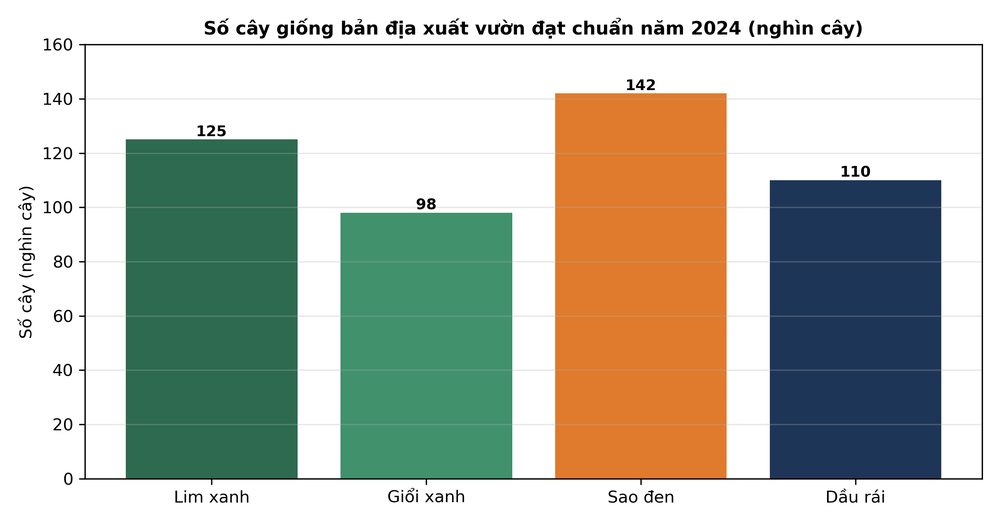 Số cây giống bản địa xuất vườn đạt chuẩn năm 2024 (nghìn cây)
Số cây (nghìn cây)
160
140
120
100
80
60
40
20
0
125
98
142
110
Lim xanh
Giổi xanh
Sao đen
Dầu rái